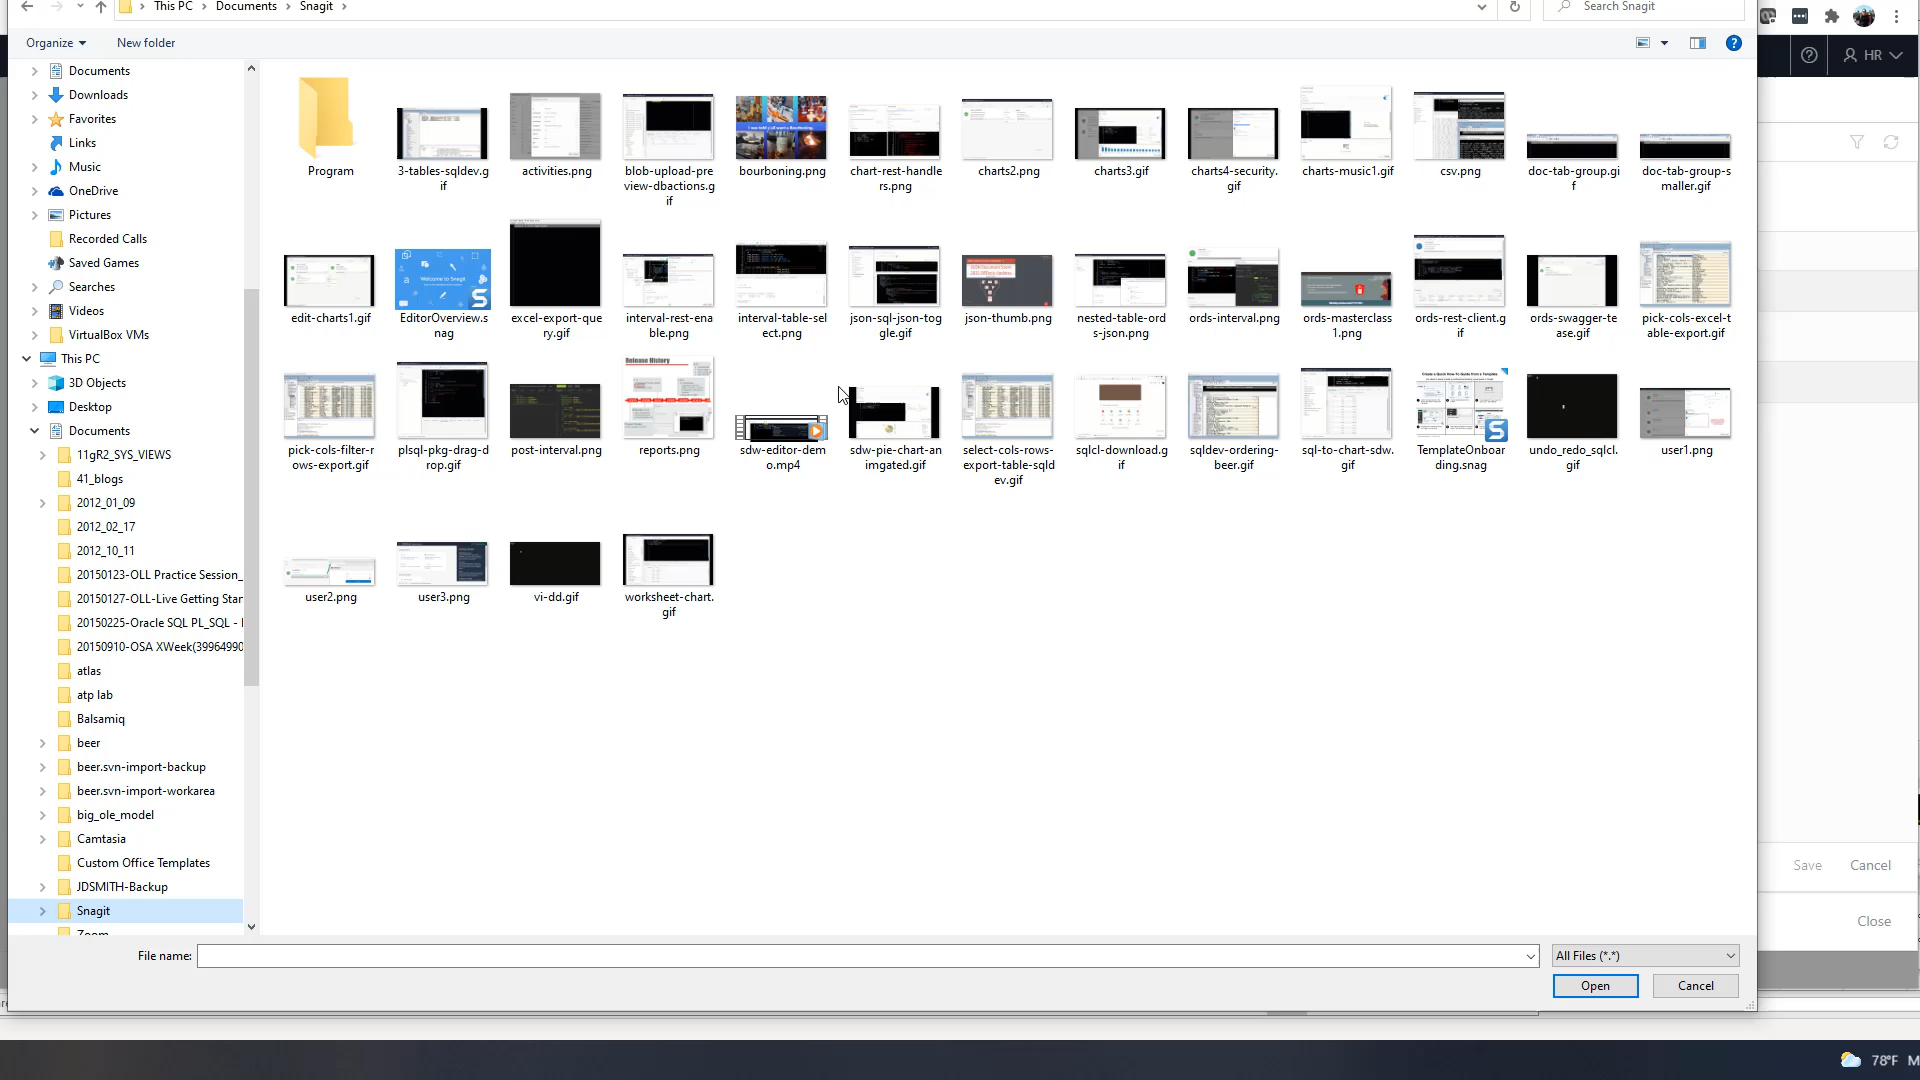 This PC > Documents > Snagit >
Search Snagit
Organize
New folder
HR
Documents
Downloads
Favorites
Links
Music
OneDrive
Pictures
Recorded Calls
Saved Games
Searches
Videos
VirtualBox VMs
This PC
3D Objects
Desktop
Documents
11gR2_SYS_VIEWS
41_blogs
2012_01_09
2012_02_17
2012_10_11
20150123-OLL Practice Session_
20150127-OLL-Live Getting Star
20150225-Oracle SQL PL_SQL -
20150910-OSA XWeek(39964990
atlas
atp lab
Balsamiq
beer
beer.svn-import-backup
beer.svn-import-workarea
big_ole_model
Camtasia
Custom Office Templates
JDSMITH-Backup
Snagit
Zoom
Program
3-tables-sqldev.g
if
activities.png
blob-upload-pre
view-dbactions.g
if
bourboning.png
chart-rest-handle
rs.png
charts2.png
charts3.gif
charts4-security.
gif
charts-music1.gif
csv.png
doc-tab-group.gi
f
doc-tab-group-s
maller.gif
edit-charts1.gif
Welcome to Snagit
EditorOverview.s
nag
excel-export-que
ry.gif
interval-rest-ena
ble.png
interval-table-sel
ect.png
json-sql-json-tog
gle.gif
json-thumb.png
nested-table-ord
s-json.png
ords-interval.png
ords-masterclass
1.png
ords-rest-client.g
if
ords-swagger-te
ase.gif
pick-cols-excel-t
able-export.gif
pick-cols-filter-r
ows-export.gif
plsql-pkg-drag-d
rop.gif
post-interval.png
Release History
reports.png
sdw-editor-dem
o.mp4
sdw-pie-chart-an
imgated.gif
select-cols-rows-
export-table-sqld
ev.gif
sqlcl-download.g
if
sqldev-ordering-
beer.gif
sql-to-chart-sdw.
gif
TemplateOnboar
ding.snag
undo_redo_sqlcl.
gif
user1.png
user2.png
user3.png
vi-dd.gif
worksheet-chart.
gif
Save
Cancel
Close
File name:
All Files (*.*)
Open
Cancel
78°F M